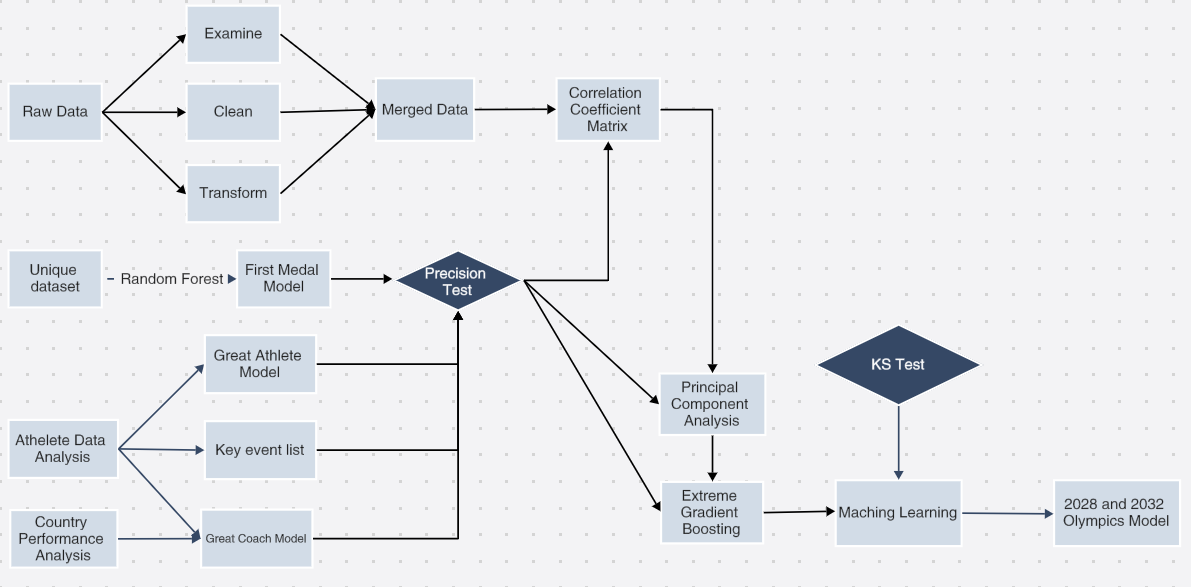 Examine
Raw Data
Clean
Transform
Merged Data
Correlation
Coefficient
Matrix
Unique
dataset
Random Forest
First Medal
Model
Precision
Test
Great Athlete
Model
Athelete Data
Analysis
Key event list
Country
Performance
Analysis
Great Coach Model
Principal
Component
Analysis
Extreme
Gradient
Boosting
KS Test
Maching Learning
2028 and 2032
Olympics Model